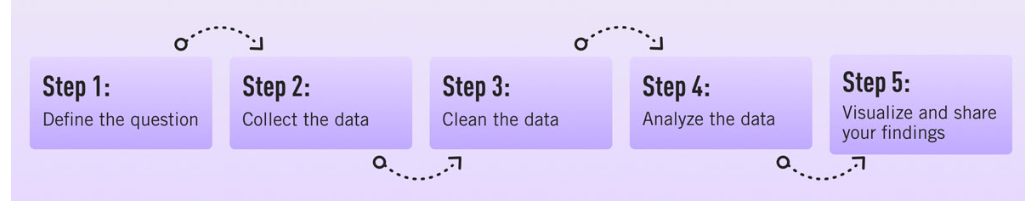 Step 1:
Define the question
Step 2:
Collect the data
Step 3:
Clean the data
Step 4:
Analyze the data
Step 5:
Visualize and share
your findings